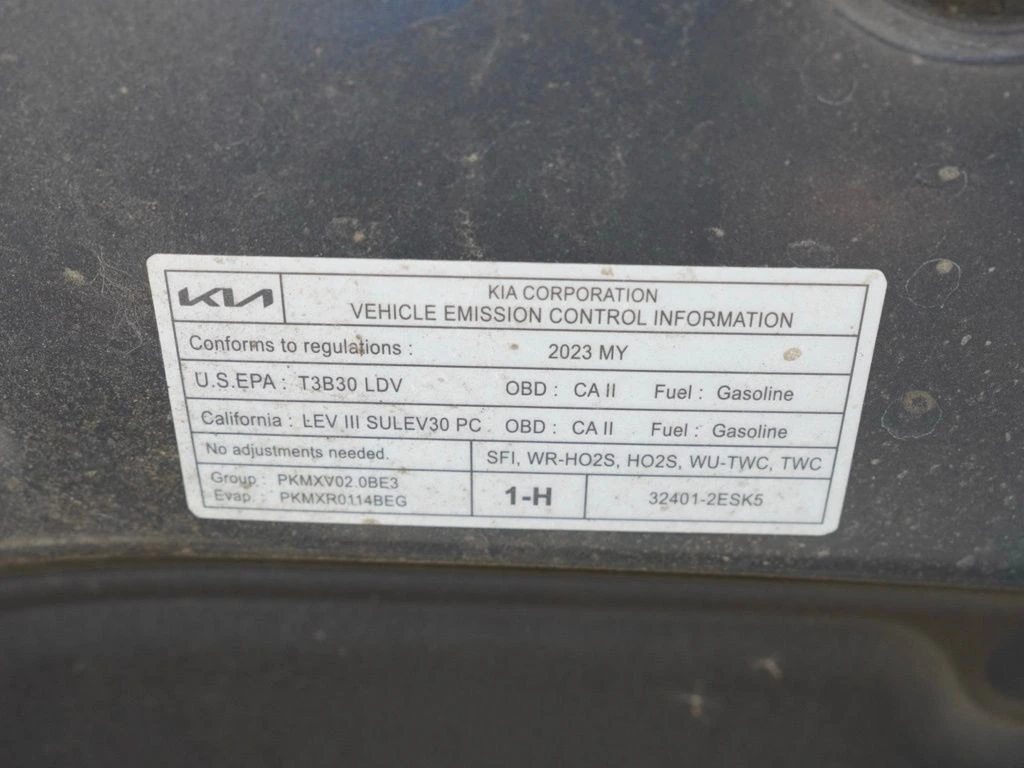 KIA
KIA CORPORATION
VEHICLE EMISSION CONTROL INFORMATION
Conforms to regulations : 2023 MY
U.S.EPA : T3B30 LDV OBD : CA II Fuel : Gasoline
California : LEV III SULEV30 PC OBD : CA II Fuel : Gasoline
No adjustments needed. SFI, WR-HO2S, HO2S, WU-TWC, TWC
Group : PKMXV02.0BE3
Evap. : PKMXR0114BEG
1-H
32401-2ESK5